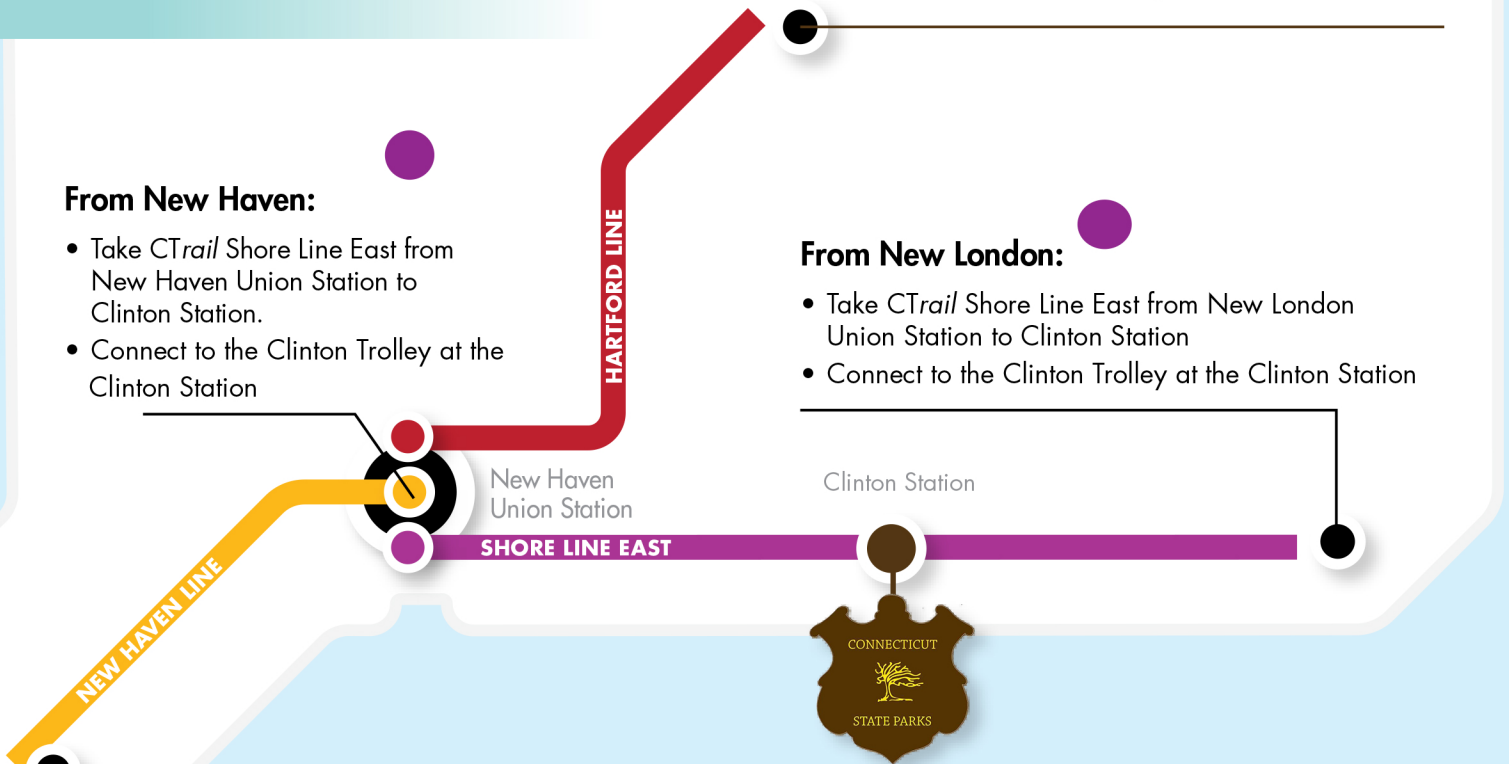 From New Haven:
• Take CTrail Shore Line East from
New Haven Union Station to
Clinton Station.
• Connect to the Clinton Trolley at the
Clinton Station
HARTFORD LINE
From New London:
• Take CTrail Shore Line East from New London
Union Station to Clinton Station
• Connect to the Clinton Trolley at the Clinton Station
New Haven
Union Station
Clinton Station
SHORE LINE EAST
NEW HAVEN LINE
CONNECTICUT
STATE PARKS